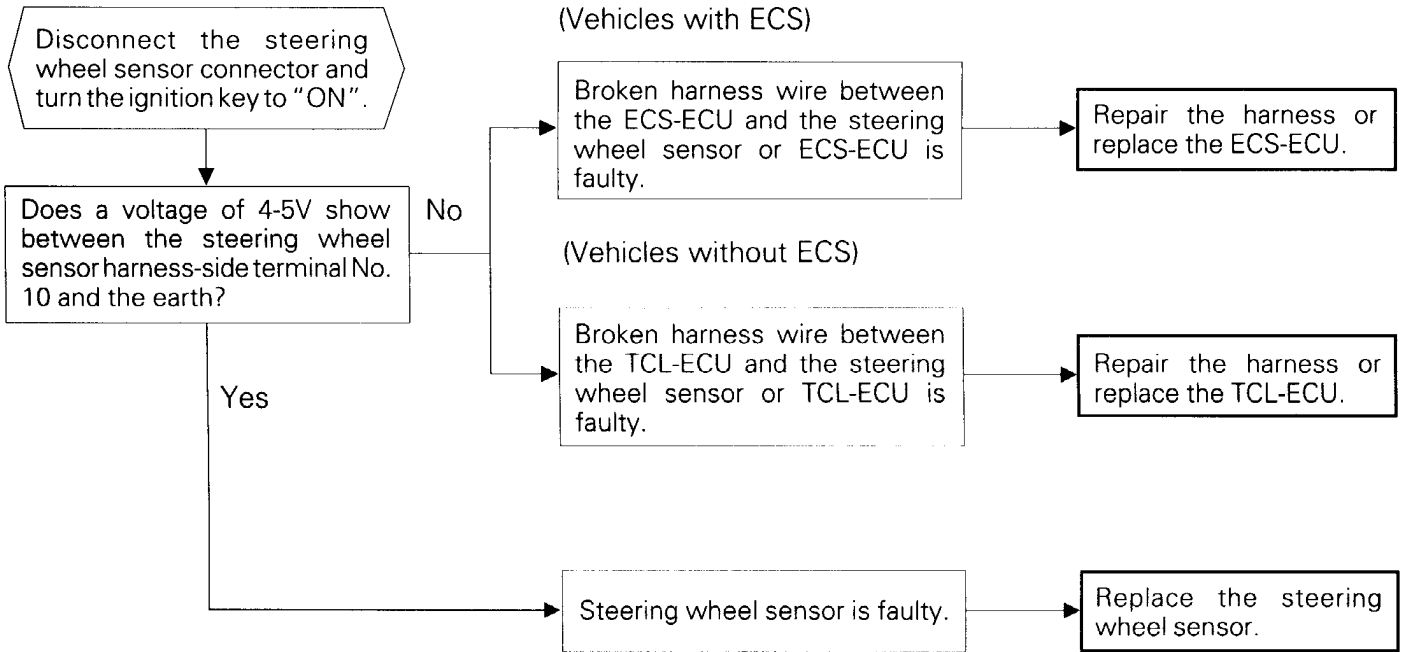 Disconnect the steering
wheel sensor connector and
turn the ignition key to "ON".
Does a voltage of 4-5V show
between the steering wheel
sensor harness-side terminal No.
10 and the earth?
No
Yes
(Vehicles with ECS)
Broken harness wire between
the ECS-ECU and the steering
wheel sensor or ECS-ECU is
faulty.
Repair the harness or
replace the ECS-ECU.
(Vehicles without ECS)
Broken harness wire between
the TCL-ECU and the steering
wheel sensor or TCL-ECU is
faulty.
Repair the harness or
replace the TCL-ECU.
Steering wheel sensor is faulty.
Replace the steering
wheel sensor.